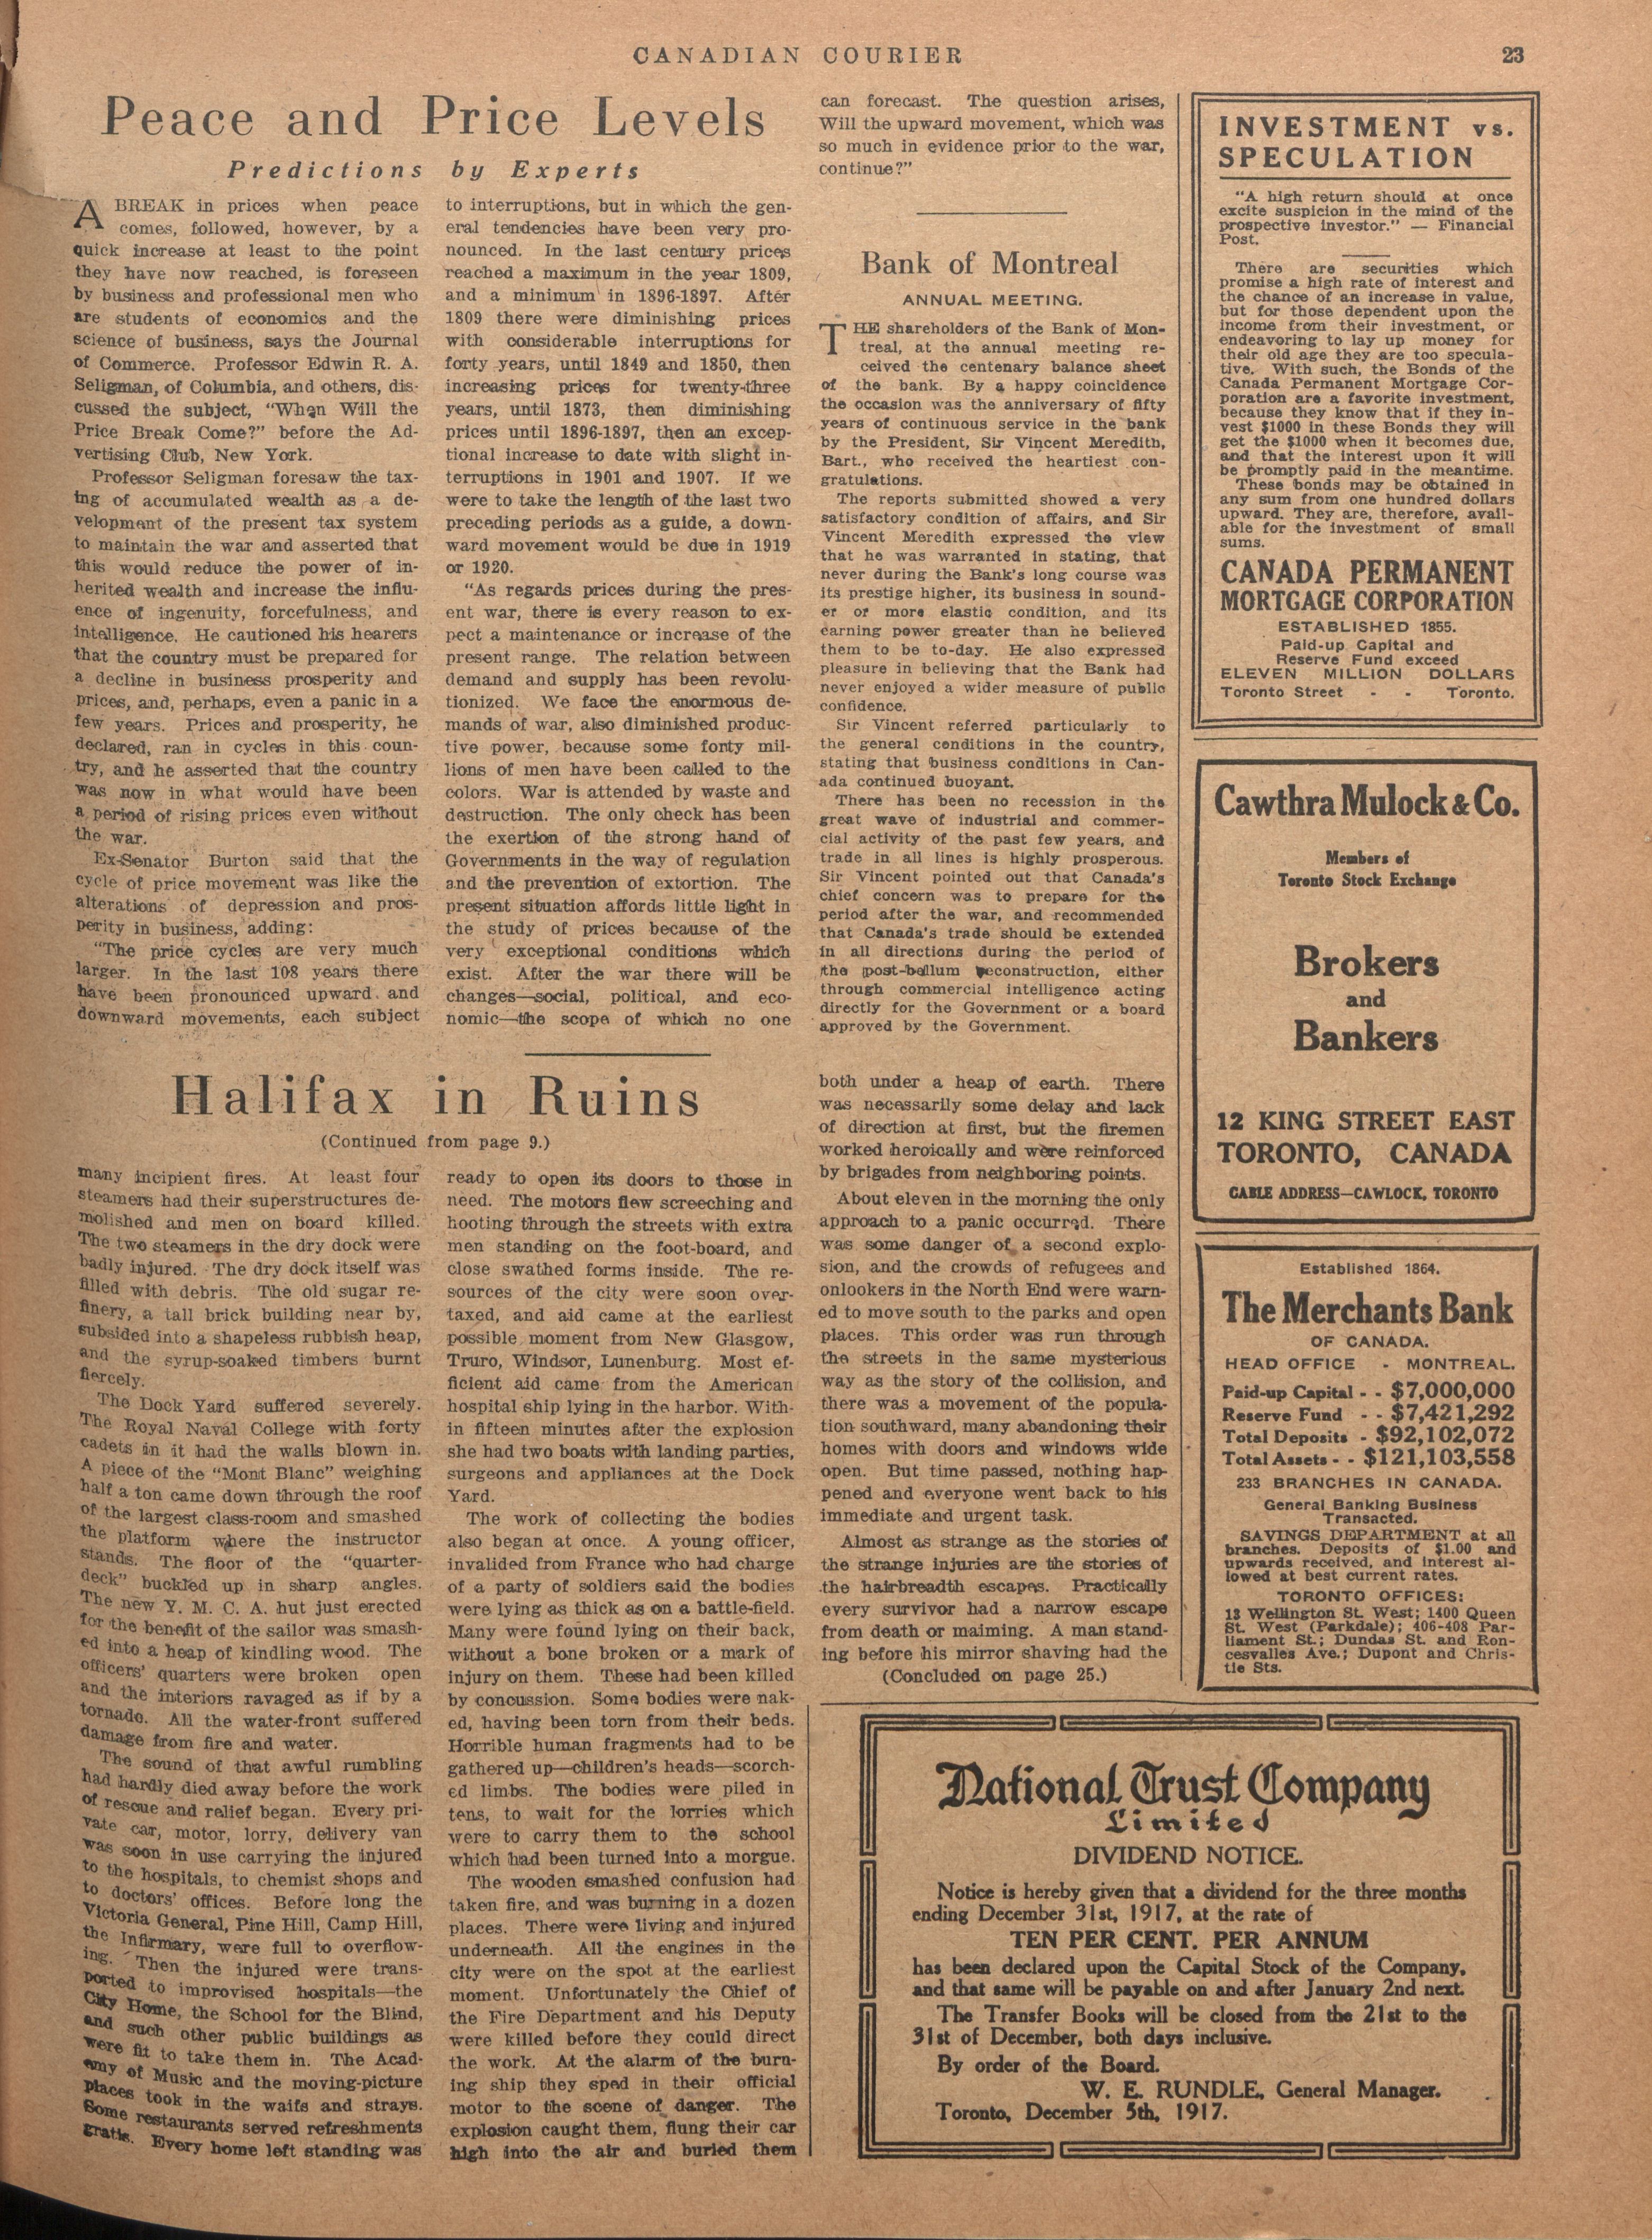 CANADIAN COURIER
23
Peace and Price Levels
Predictions by Experts
A BREAK in prices when peace
comes, followed, however, by a
quick increase at least to the point
they have now reached, is foreseen
by business and professional men who
are students of economics and the
science of business, says the Journal
of Commerce. Professor Edwin R. A.
Seligman, of Columbia, and others, dis-
cussed the subject, "When Will the
Price Break Come?" before the Ad-
vertising Club, New York.
Professor Seligman foresaw the tax-
ing of accumulated wealth as a de-
velopment of the present tax system
to maintain the war and asserted that
this would reduce the power of in-
herited wealth and increase the influ-
ence of ingenuity, forcefulness, and
intelligence. He cautioned his hearers
that the country must be prepared for
a decline in business prosperity and
prices, and, perhaps, even a panic in a
few years. Prices and prosperity, he
declared, ran in cycles in this coun-
try, and he asserted that the country
was now in what would have been
a period of rising prices even without
the war.
Ex-Senator Burton said that the
cycle of price movement was like the
alterations of depression and pros-
perity in business, adding:
"The price cycles are very much
larger. In the last 108 years there
have been pronounced upward and
downward movements, each subject
to interruptions, but in which the gen-
eral tendencies have been very pro-
nounced. In the last century prices
reached a maximum in the year 1809,
and a minimum in 1896-1897. After
1809 there were diminishing prices
with considerable interruptions for
forty years, until 1849 and 1850, then
increasing prices for twenty-three
years, until 1873, then diminishing
prices until 1896-1897, then an excep-
tional increase to date with slight in-
terruptions in 1901 and 1907. If we
were to take the length of the last two
preceding periods as a guide, a down-
ward movement would be due in 1919
or 1920.
"As regards prices during the pres-
ent war, there is every reason to ex-
pect a maintenance or increase of the
present range. The relation between
demand and supply has been revolu-
tionized. We face the enormous de-
mands of war, also diminished produc-
tive power, because some forty mil-
lions of men have been called to the
colors. War is attended by waste and
destruction. The only check has been
the exertion of the strong hand of
Governments in the way of regulation
and the prevention of extortion. The
present situation affords little light in
the study of prices because of the
very exceptional conditions which
exist. After the war there will be
changes—social, political, and eco-
nomic—the scope of which no one
can forecast. The question arises,
Will the upward movement, which was
so much in evidence prior to the war,
continue?"
Bank of Montreal
ANNUAL MEETING.
THE shareholders of the Bank of Mon-
treal, at the annual meeting re-
ceived the centenary balance sheet
of the bank. By a happy coincidence
the occasion was the anniversary of fifty
years of continuous service in the bank
by the President, Sir Vincent Meredith,
Bart., who received the heartiest con-
gratulations.
The reports submitted showed a very
satisfactory condition of affairs, and Sir
Vincent Meredith expressed the view
that he was warranted in stating, that
never during the Bank's long course was
its prestige higher, its business in sound-
er or more elastic condition, and its
earning power greater than he believed
them to be to-day. He also expressed
pleasure in believing that the Bank had
never enjoyed a wider measure of public
confidence.
Sir Vincent referred particularly to
the general conditions in the country,
stating that business conditions in Can-
ada continued buoyant.
There has been no recession in the
great wave of industrial and commer-
cial activity of the past few years, and
trade in all lines is highly prosperous.
Sir Vincent pointed out that Canada's
chief concern was to prepare for the
period after the war, and recommended
that Canada's trade should be extended
in all directions during the period of
the post-bellum reconstruction, either
through commercial intelligence acting
directly for the Government or a board
approved by the Government.
Halifax in Ruins
(Continued from page 9.)
many incipient fires. At least four
steamers had their superstructures de-
molished and men on board killed.
The two steamers in the dry dock were
badly injured. The dry dock itself was
filled with debris. The old sugar re-
finery, a tall brick building near by,
subsided into a shapeless rubbish heap,
and the syrup-soaked timbers burnt
fiercely.
The Dock Yard suffered severely.
The Royal Naval College with forty
cadets in it had the walls blown in.
A piece of the "Mont Blanc" weighing
half a ton came down through the roof
of the largest class-room and smashed
the platform where the instructor
stands. The floor of the "quarter-
deck" buckled up in sharp angles.
The new Y. M. C. A. hut just erected
for the benefit of the sailor was smash-
ed into a heap of kindling wood. The
officers' quarters were broken open
and the interiors ravaged as if by a
tornado. All the water-front suffered
damage from fire and water.
The sound of that awful rumbling
had hardly died away before the work
of rescue and relief began. Every pri-
vate car, motor, lorry, delivery van
was soon in use carrying the injured
to the hospitals, to chemist shops and
to doctors' offices. Before long the
Victoria General, Pine Hill, Camp Hill,
the Infirmary, were full to overflow-
ing. Then the injured were trans-
ported to improvised hospitals—the
City Home, the School for the Blind,
and such other public buildings as
were fit to take them in. The Acad-
emy of Music and the moving-picture
places took in the waifs and strays.
Some restaurants served refreshments
gratis. Every home left standing was
ready to open its doors to those in
need. The motors flew screeching and
hooting through the streets with extra
men standing on the foot-board, and
close swathed forms inside. The re-
sources of the city were soon over-
taxed, and aid came at the earliest
possible moment from New Glasgow,
Truro, Windsor, Lunenburg. Most ef-
ficient aid came from the American
hospital ship lying in the harbor. With-
in fifteen minutes after the explosion
she had two boats with landing parties,
surgeons and appliances at the Dock
Yard.
The work of collecting the bodies
also began at once. A young officer,
invalided from France who had charge
of a party of soldiers said the bodies
were lying as thick as on a battle-field.
Many were found lying on their back,
without a bone broken or a mark of
injury on them. These had been killed
by concussion. Some bodies were nak-
ed, having been torn from their beds.
Horrible human fragments had to be
gathered up—children's heads—scorch-
ed limbs. The bodies were piled in
tens, to wait for the lorries which
were to carry them to the school
which had been turned into a morgue.
The wooden smashed confusion had
taken fire, and was burning in a dozen
places. There were living and injured
underneath. All the engines in the
city were on the spot at the earliest
moment. Unfortunately the Chief of
the Fire Department and his Deputy
were killed before they could direct
the work. At the alarm of the burn-
ing ship they sped in their official
motor to the scene of danger. The
explosion caught them, flung their car
high into the air and buried them
both under a heap of earth. There
was necessarily some delay and lack
of direction at first, but the firemen
worked heroically and were reinforced
by brigades from neighboring points.
About eleven in the morning the only
approach to a panic occurred. There
was some danger of a second explo-
sion, and the crowds of refugees and
onlookers in the North End were warn-
ed to move south to the parks and open
places. This order was run through
the streets in the same mysterious
way as the story of the collision, and
there was a movement of the popula-
tion southward, many abandoning their
homes with doors and windows wide
open. But time passed, nothing hap-
pened and everyone went back to his
immediate and urgent task.
Almost as strange as the stories of
the strange injuries are the stories of
the hairbreadth escapes. Practically
every survivor had a narrow escape
from death or maiming. A man stand-
ing before his mirror shaving had the
(Concluded on page 25.)
INVESTMENT vs.
SPECULATION
"A high return should at once
excite suspicion in the mind of the
prospective investor." — Financial
Post.
There are securities which
promise a high rate of interest and
the chance of an increase in value,
but for those dependent upon the
income from their investment, or
endeavoring to lay up money for
their old age they are too specula-
tive. With such, the Bonds of the
Canada Permanent Mortgage Cor-
poration are a favorite investment,
because they know that if they in-
vest $1000 in these Bonds they will
get the $1000 when it becomes due,
and that the interest upon it will
be promptly paid in the meantime.
These bonds may be obtained in
any sum from one hundred dollars
upward. They are, therefore, avail-
able for the investment of small
sums.
CANADA PERMANENT
MORTGAGE CORPORATION
ESTABLISHED 1855.
Paid-up Capital and
Reserve Fund exceed
ELEVEN MILLION DOLLARS
Toronto Street - - Toronto.
Cawthra Mulock & Co.
Members of
Toronto Stock Exchange
Brokers
and
Bankers
12 KING STREET EAST
TORONTO, CANADA
CABLE ADDRESS—CAWLOCK, TORONTO
Established 1864.
The Merchants Bank
OF CANADA.
HEAD OFFICE - MONTREAL.
Paid-up Capital - - $7,000,000
Reserve Fund - - $7,421,292
Total Deposits - $92,102,072
Total Assets - - $121,103,558
233 BRANCHES IN CANADA.
General Banking Business
Transacted.
SAVINGS DEPARTMENT at all
branches. Deposits of $1.00 and
upwards received, and interest al-
lowed at best current rates.
TORONTO OFFICES:
13 Wellington St. West; 1400 Queen
St. West (Parkdale); 406-408 Par-
liament St.; Dundas St. and Ron-
cesvalles Ave.; Dupont and Chris-
tie Sts.
National Trust Company
Limited
DIVIDEND NOTICE.
Notice is hereby given that a dividend for the three months
ending December 31st, 1917, at the rate of
TEN PER CENT. PER ANNUM
has been declared upon the Capital Stock of the Company,
and that same will be payable on and after January 2nd next.
The Transfer Books will be closed from the 21st to the
31st of December, both days inclusive.
By order of the Board.
W. E. RUNDLE, General Manager.
Toronto, December 5th, 1917.